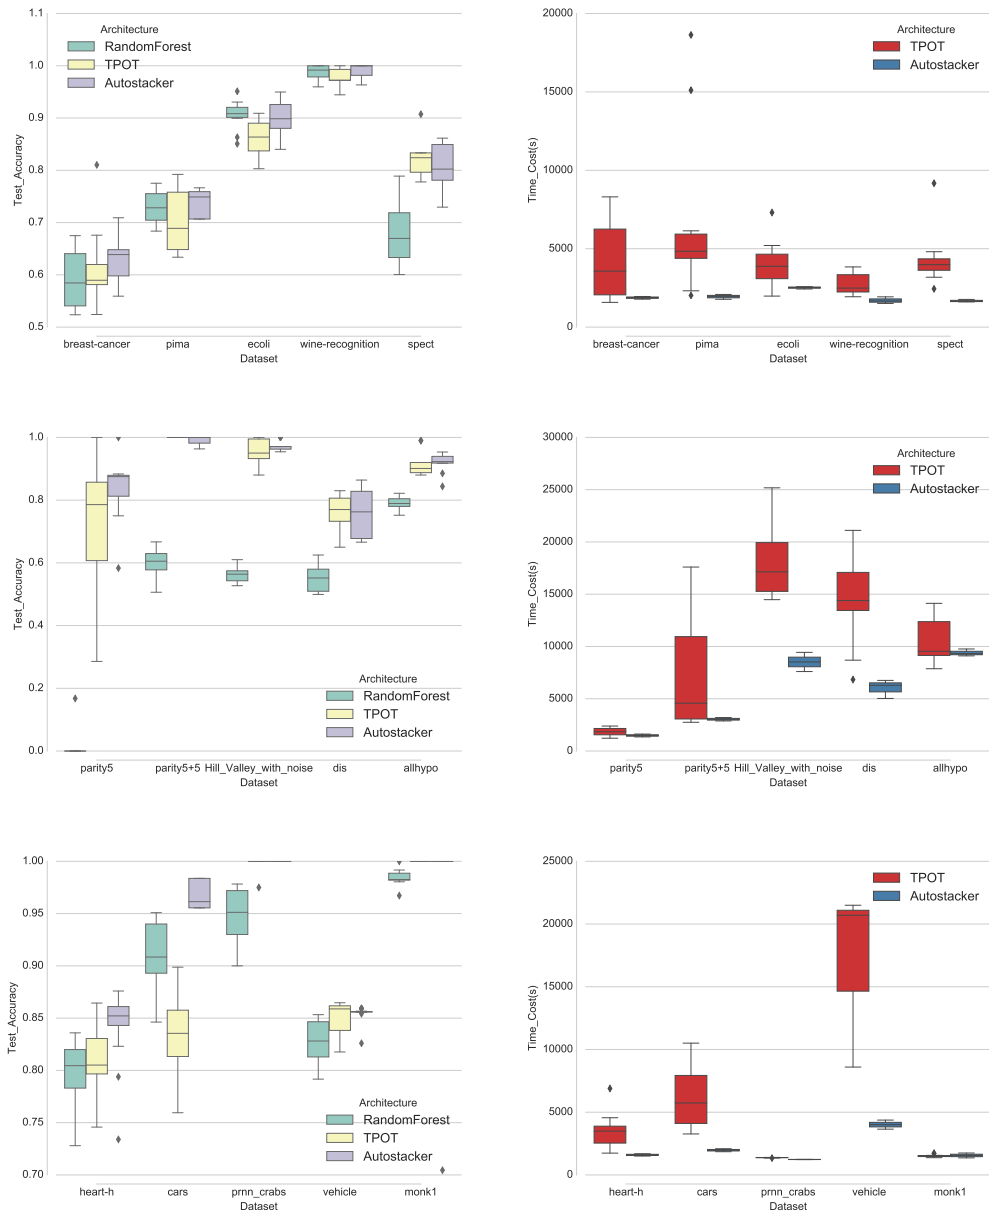 1.1
1.0
0.9
0.8
0.7
0.6
0.5
Test_Accuracy
Architecture
RandomForest
TPOT
Autostacker
breast-cancer pima ecoli wine-recognition spect
Dataset
20000
15000
10000
5000
0
Time_Cost(s)
Architecture
TPOT
Autostacker
breast-cancer pima ecoli wine-recognition spect
Dataset
1.0
0.8
0.6
0.4
0.2
0.0
Test_Accuracy
Architecture
RandomForest
TPOT
Autostacker
parity5 parity5+5 Hill_Valley_with_noise dis allhypo
Dataset
30000
25000
20000
15000
10000
5000
0
Time_Cost(s)
Architecture
TPOT
Autostacker
parity5 parity5+5 Hill_Valley_with_noise dis allhypo
Dataset
1.00
0.95
0.90
0.85
0.80
0.75
0.70
Test_Accuracy
Architecture
RandomForest
TPOT
Autostacker
heart-h cars prnn_crabs vehicle monk1
Dataset
25000
20000
15000
10000
5000
0
Time_Cost(s)
Architecture
TPOT
Autostacker
heart-h cars prnn_crabs vehicle monk1
Dataset